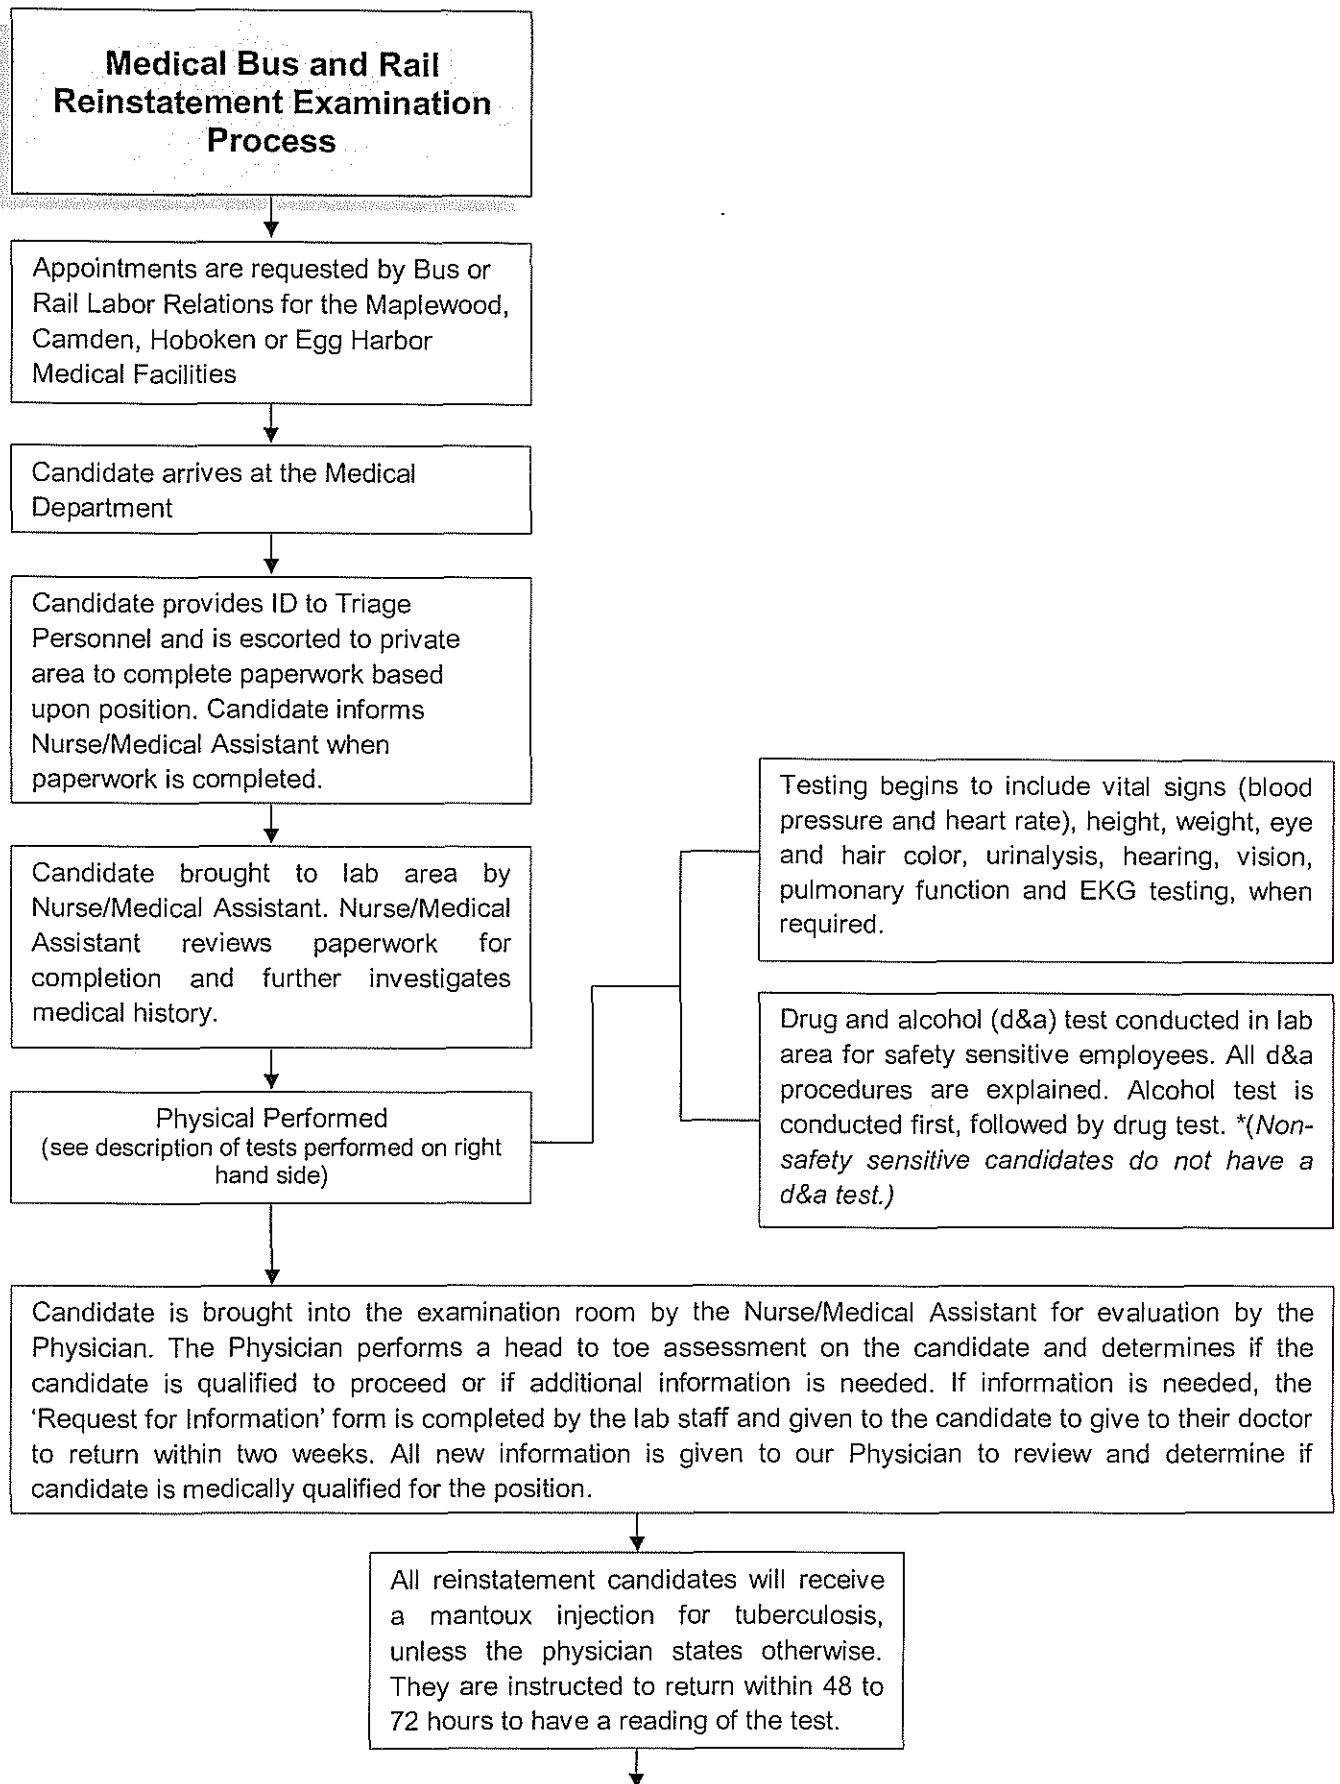 Medical Bus and Rail
Reinstatement Examination
Process
Appointments are requested by Bus or
Rail Labor Relations for the Maplewood,
Camden, Hoboken or Egg Harbor
Medical Facilities
Candidate arrives at the Medical
Department
Candidate provides ID to Triage
Personnel and is escorted to private
area to complete paperwork based
upon position. Candidate informs
Nurse/Medical Assistant when
paperwork is completed.
Candidate brought to lab area by
Nurse/Medical Assistant. Nurse/Medical
Assistant reviews paperwork for
completion and further investigates
medical history.
Physical Performed
(see description of tests performed on right
hand side)
Testing begins to include vital signs (blood
pressure and heart rate), height, weight, eye
and hair color, urinalysis, hearing, vision,
pulmonary function and EKG testing, when
required.
Drug and alcohol (d&a) test conducted in lab
area for safety sensitive employees. All d&a
procedures are explained. Alcohol test is
conducted first, followed by drug test. *(Non-
safety sensitive candidates do not have a
d&a test.)
Candidate is brought into the examination room by the Nurse/Medical Assistant for evaluation by the
Physician. The Physician performs a head to toe assessment on the candidate and determines if the
candidate is qualified to proceed or if additional information is needed. If information is needed, the
‘Request for Information’ form is completed by the lab staff and given to the candidate to give to their doctor
to return within two weeks. All new information is given to our Physician to review and determine if
candidate is medically qualified for the position.
All reinstatement candidates will receive
a mantoux injection for tuberculosis,
unless the physician states otherwise.
They are instructed to return within 48 to
72 hours to have a reading of the test.